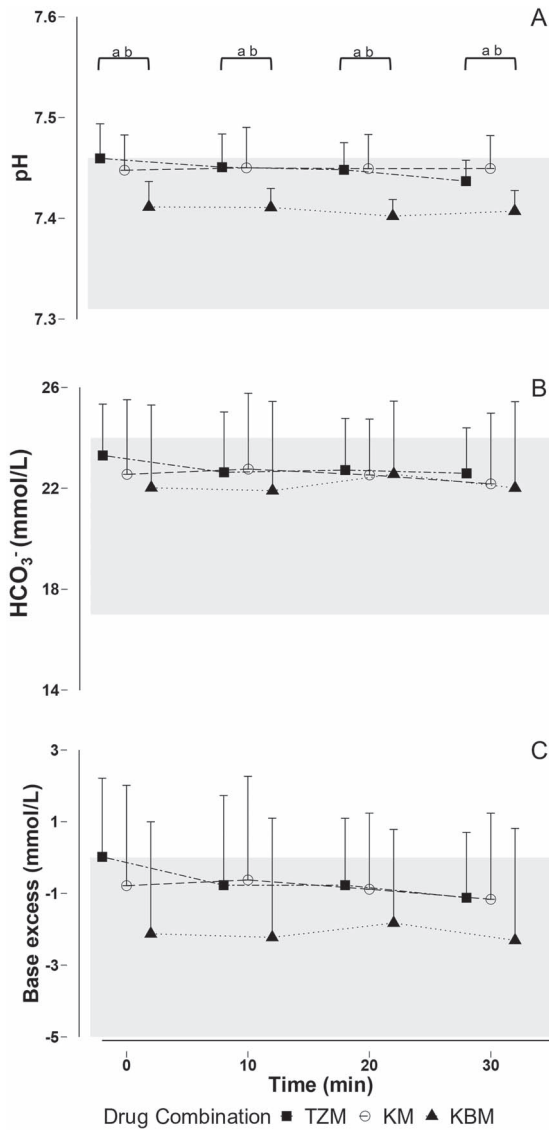 A
7.6
a b a b a b a b
7.5
pH
7.4
7.3
B
26
22
HCO₃⁻ (mmol/L)
18
14
C
3
1
Base excess (mmol/L)
-1
-3
-5
0 10 20 30
Time (min)
Drug Combination TZM KM KBM